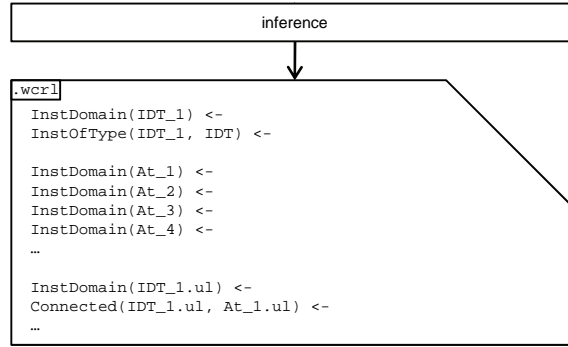 inference
.wcrl
InstDomain(IDT_1) <-
InstOfType(IDT_1, IDT) <-
InstDomain(At_1) <-
InstDomain(At_2) <-
InstDomain(At_3) <-
InstDomain(At_4) <-
…
InstDomain(IDT_1.ul) <-
Connected(IDT_1.ul, At_1.ul) <-
…